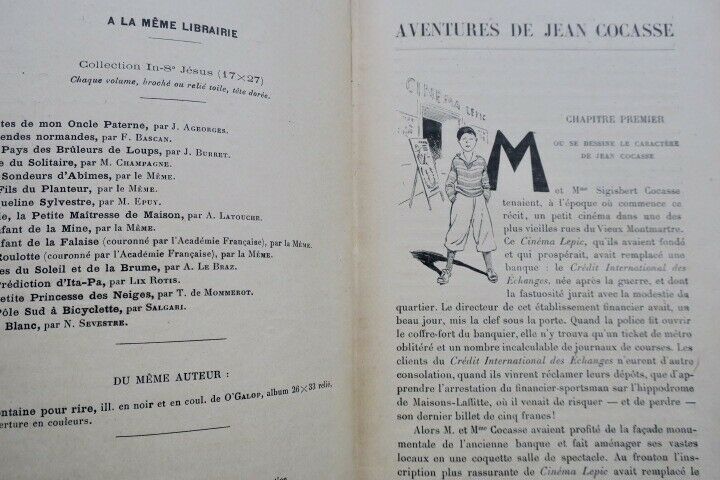 A LA MÊME LIBRAIRIE
Collection In-8º Jésus (17×27)
Chaque volume, broché ou relié toile, tête dorée.
tes de mon Oncle Paterne, par J. Ageorges.
endes normandes, par F. Bascan.
Pays des Brûleurs de Loups, par J. Burret.
e du Solitaire, par M. Champagne.
Sondeurs d'Abîmes, par le Même.
Fils du Planteur, par le Même.
queline Sylvestre, par M. Epuy.
ie, la Petite Maîtresse de Maison, par A. Latouche.
nfant de la Mine, par la Même.
nfant de la Falaise (couronné par l'Académie Française), par la Même.
Roulotte (couronné par l'Académie Française), par la Même.
es du Soleil et de la Brume, par A. Le Braz.
rédiction d'Ita-Pa, par Lix Rotis.
etite Princesse des Neiges, par T. de Mommerot.
Pôle Sud à Bicyclette, par Salgari.
Blanc, par N. Sevestre.
DU MÊME AUTEUR :
ontaine pour rire, ill. en noir et en coul. de O'Galop, album 26×33 relié,
erture en couleurs.
AVENTURES DE JEAN COCASSE
CINEMA LEPIC
CHAPITRE PREMIER
OU SE DESSINE LE CARACTÈRE
DE JEAN COCASSE
M et Mme Sigisbert Cocasse
tenaient, à l'époque où commence ce
récit, un petit cinéma dans une des
plus vieilles rues du Vieux Montmartre.
Ce Cinéma Lepic, qu'ils avaient fondé
et qui prospérait, avait remplacé une
banque : le Crédit International des
Échanges, née après la guerre, et dont
la fastuosité jurait avec la modestie du
quartier. Le directeur de cet établissement financier avait, un
beau jour, mis la clef sous la porte. Quand la police fit ouvrir
le coffre-fort du banquier, elle n'y trouva qu'un ticket de métro
oblitéré et un nombre incalculable de journaux de courses. Les
clients du Crédit International des Échanges n'eurent d'autre
consolation, quand ils vinrent réclamer leurs dépôts, que d'ap-
prendre l'arrestation du financier-sportsman sur l'hippodrome
de Maisons-Laffitte, où il venait de risquer — et de perdre —
son dernier billet de cinq francs !
Alors M. et Mme Cocasse avaient profité de la façade monu-
mentale de l'ancienne banque et fait aménager ses vastes
locaux en une coquette salle de spectacle. Au fronton l'ins-
cription plus rassurante de Cinéma Lepic avait remplacé le